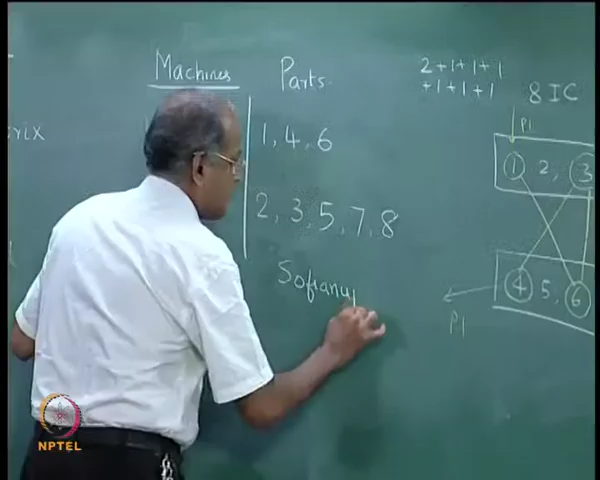 rix
Machines Parts
1, 4, 6
2, 3, 5, 7, 8
2+1+1+1
+1+1+1
8 IC
P1
1 2, 3
4 5, 6
P1
NPTEL